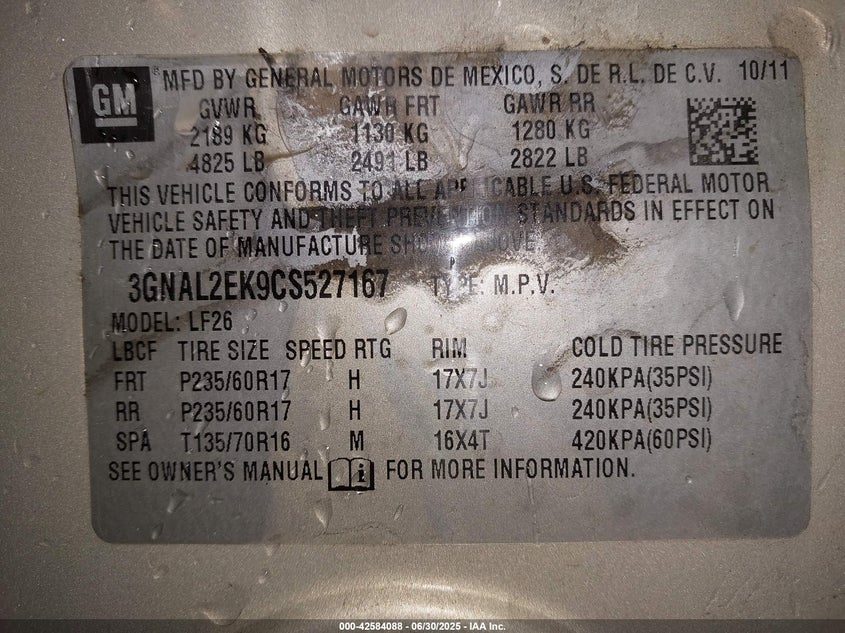 GM
® MFD BY GENERAL MOTORS DE MEXICO, S. DE R.L. DE C.V. 10/11
GVWR GAWR FRT GAWR RR
2189 KG 1130 KG 1280 KG
4825 LB 2491 LB 2822 LB
THIS VEHICLE CONFORMS TO ALL APPLICABLE U.S. FEDERAL MOTOR
VEHICLE SAFETY AND THEFT PREVENTION STANDARDS IN EFFECT ON
THE DATE OF MANUFACTURE SHOWN ABOVE
3GNAL2EK9CS527167 TYPE: M.P.V.
MODEL: LF26
LBCF TIRE SIZE SPEED RTG RIM COLD TIRE PRESSURE
FRT P235/60R17 H 17X7J 240KPA(35PSI)
RR P235/60R17 H 17X7J 240KPA(35PSI)
SPA T135/70R16 M 16X4T 420KPA(60PSI)
SEE OWNER'S MANUAL i FOR MORE INFORMATION.
000-42584088 - 06/30/2025 - IAA Inc.